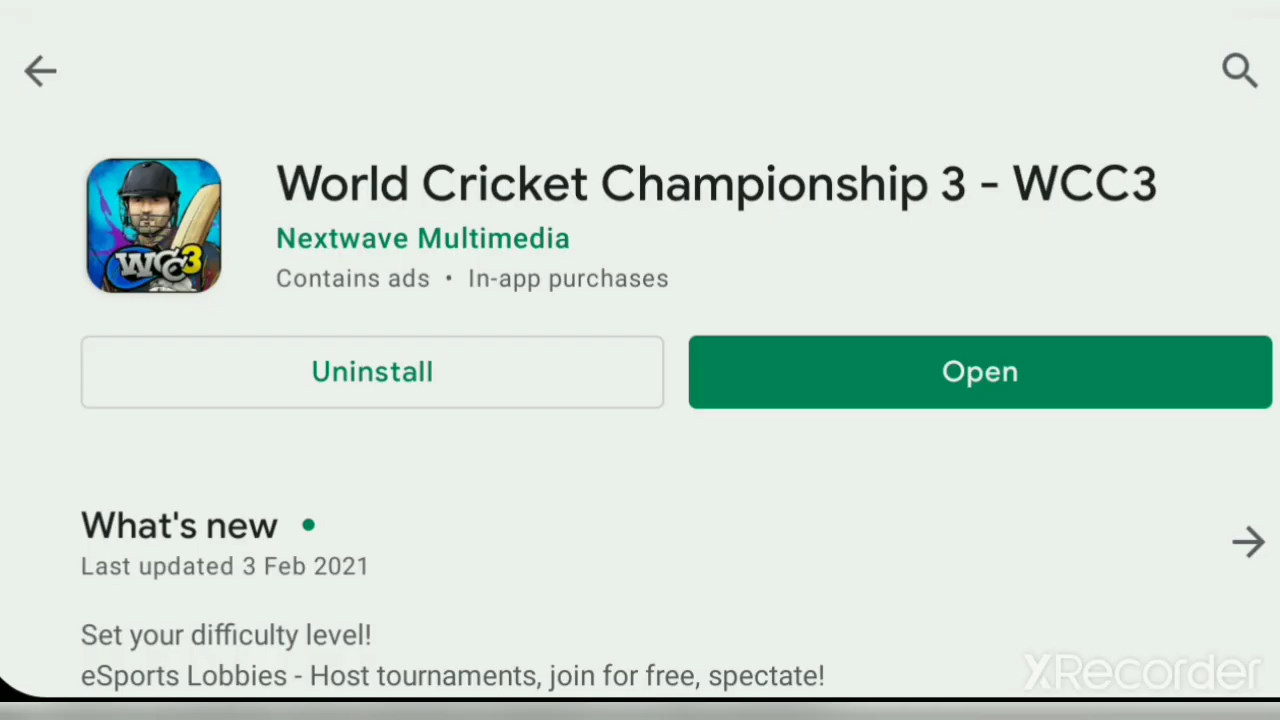 World Cricket Championship 3 - WCC3
WCC3
Nextwave Multimedia
Contains ads • In-app purchases
Uninstall
Open
What's new
Last updated 3 Feb 2021
Set your difficulty level!
eSports Lobbies - Host tournaments, join for free, spectate!
XRecorder